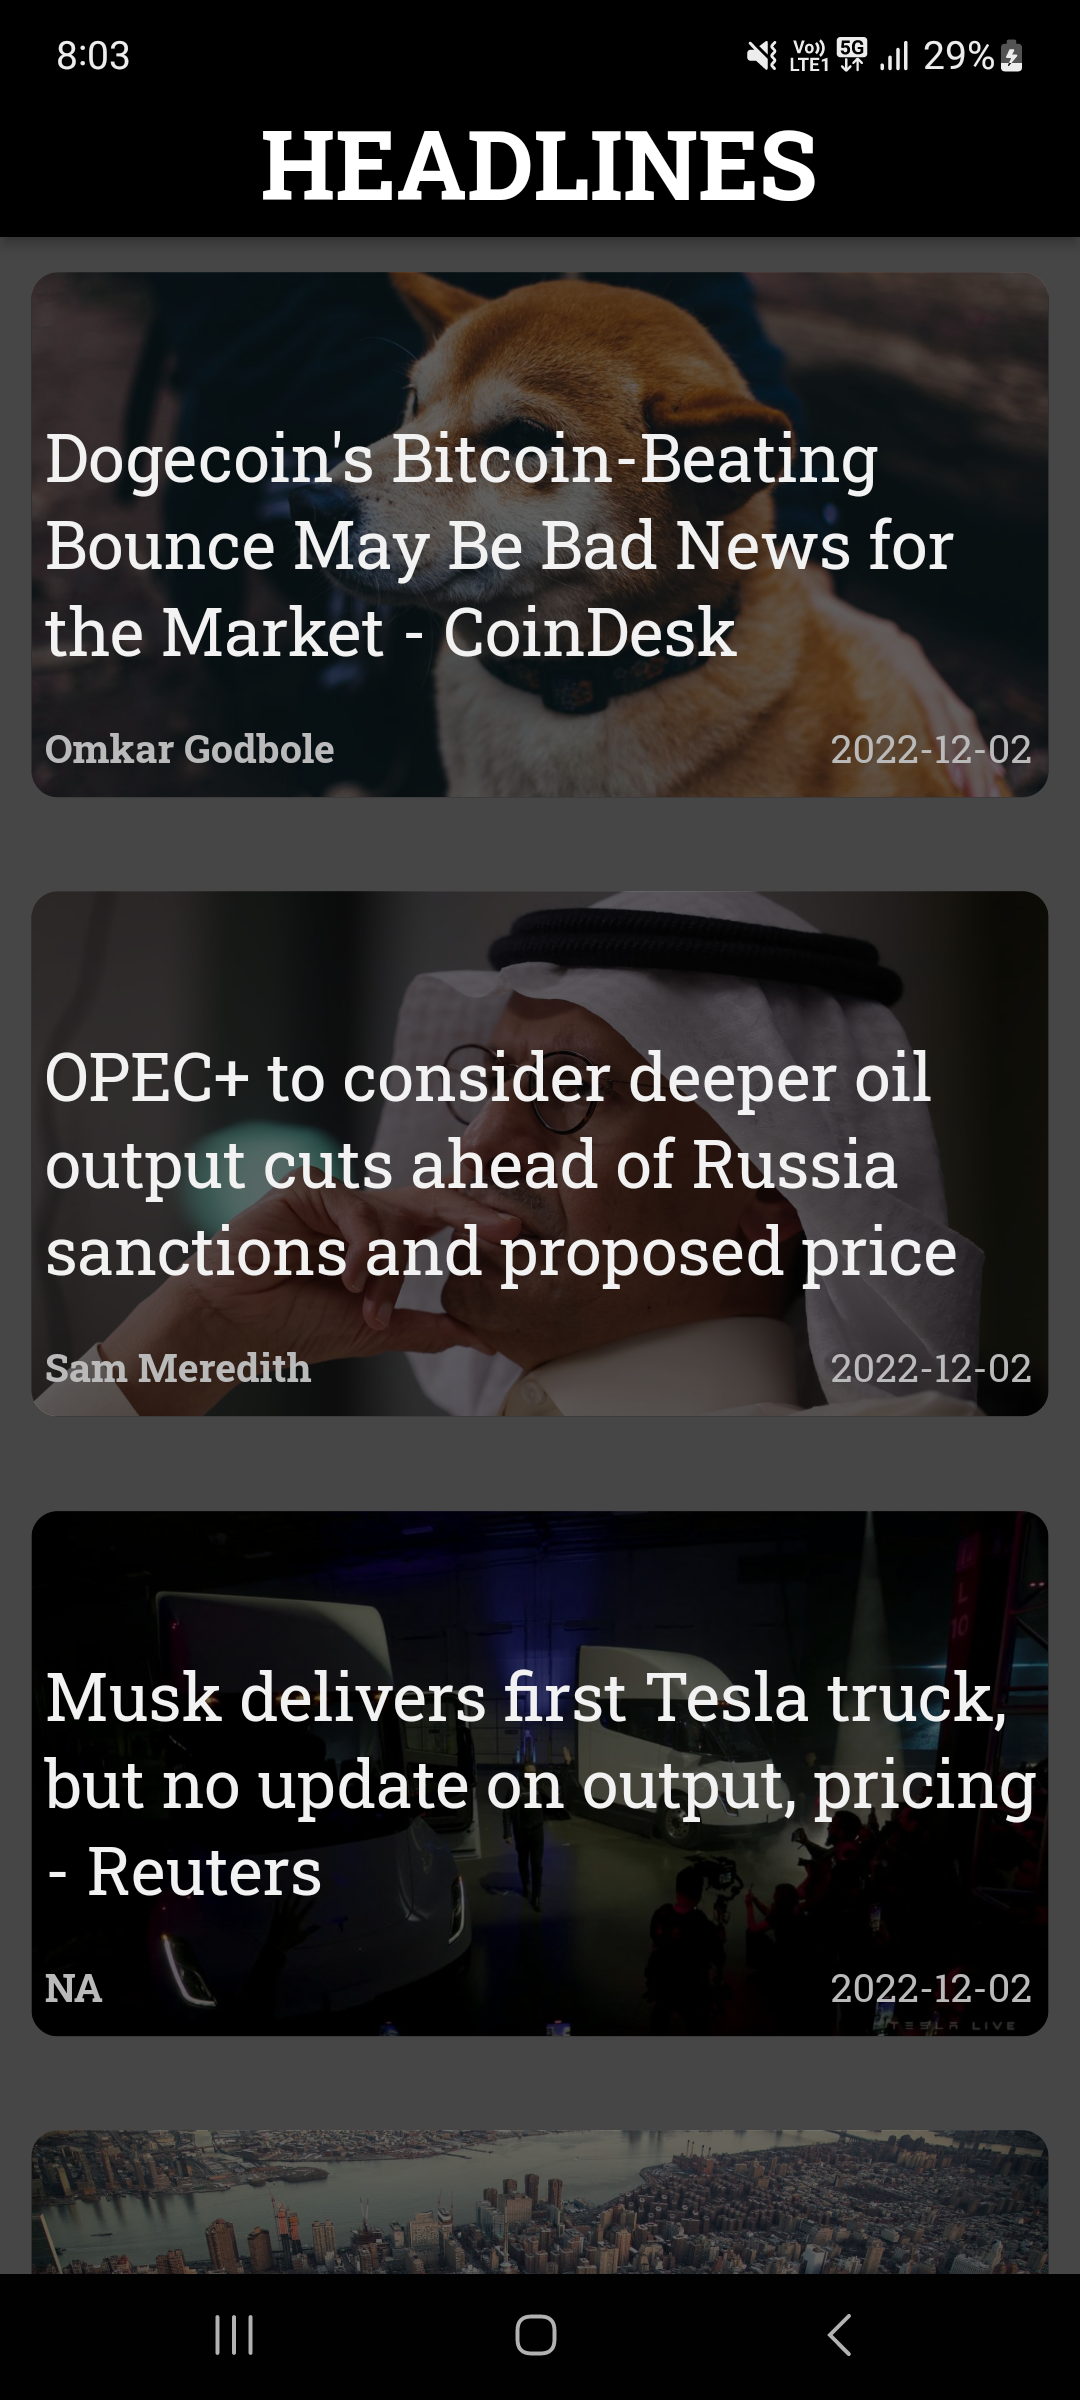 8:03
Vo)) LTE1 5G 29%
HEADLINES
Dogecoin's Bitcoin-Beating
Bounce May Be Bad News for
the Market - CoinDesk
Omkar Godbole 2022-12-02
OPEC+ to consider deeper oil
output cuts ahead of Russia
sanctions and proposed price
Sam Meredith 2022-12-02
L
10
Musk delivers first Tesla truck,
but no update on output, pricing
- Reuters
NA 2022-12-02
TESLA LIVE